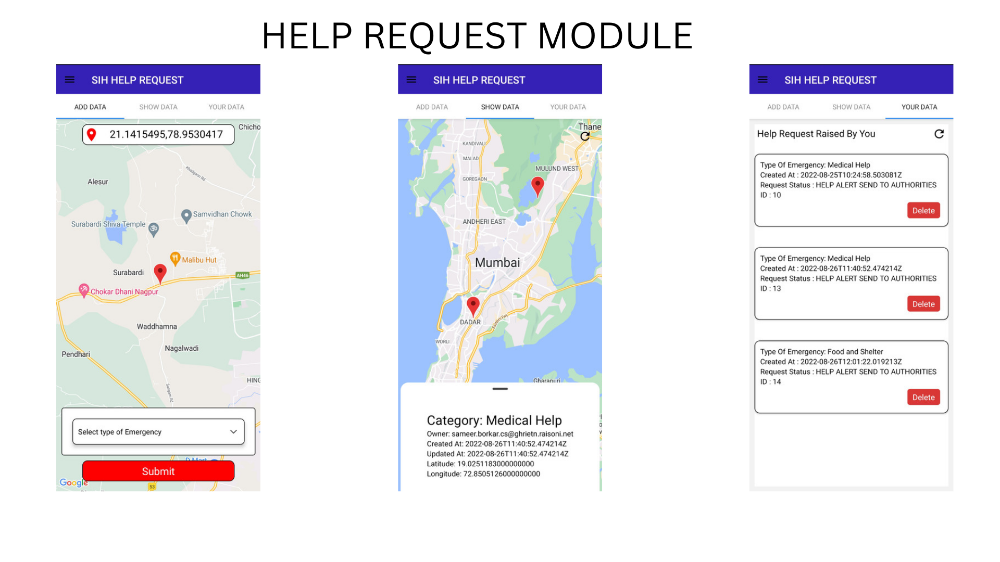 HELP REQUEST MODULE
SIH HELP REQUEST
ADD DATA SHOW DATA YOUR DATA
21.1415495,78.9530417
Chicho
Khadgaon Rd
Alesur
Samvidhan Chowk
Surabardi Shiva Temple
Malibu Hut
Surabardi
AH46
Chokar Dhani Nagpur
Waddhamna
Nagalwadi
Pendhari
HING
Sangam Rd
Select type of Emergency
D Mart
Submit
Google
53
SIH HELP REQUEST
ADD DATA SHOW DATA YOUR DATA
Thane
KANDIVALI
MALAD
MULUND WEST
GOREGAON
ANDHERI EAST
Mumbai
DADAR
Eastern Fwy
WORLI
Gharapuri
Category: Medical Help
Owner: sameer.borkar.cs@ghrietn.raisoni.net
Created At: 2022-08-26T11:40:52.474214Z
Updated At: 2022-08-26T11:40:52.474214Z
Latitude: 19.0251183000000000
Longitude: 72.8505126000000000
SIH HELP REQUEST
ADD DATA SHOW DATA YOUR DATA
Help Request Raised By You
Type Of Emergency: Medical Help
Created At : 2022-08-25T10:24:58.503081Z
Request Status : HELP ALERT SEND TO AUTHORITIES
ID : 10
Delete
Type Of Emergency: Medical Help
Created At : 2022-08-26T11:40:52.474214Z
Request Status : HELP ALERT SEND TO AUTHORITIES
ID : 13
Delete
Type Of Emergency: Food and Shelter
Created At : 2022-08-26T12:01:22.019213Z
Request Status : HELP ALERT SEND TO AUTHORITIES
ID : 14
Delete